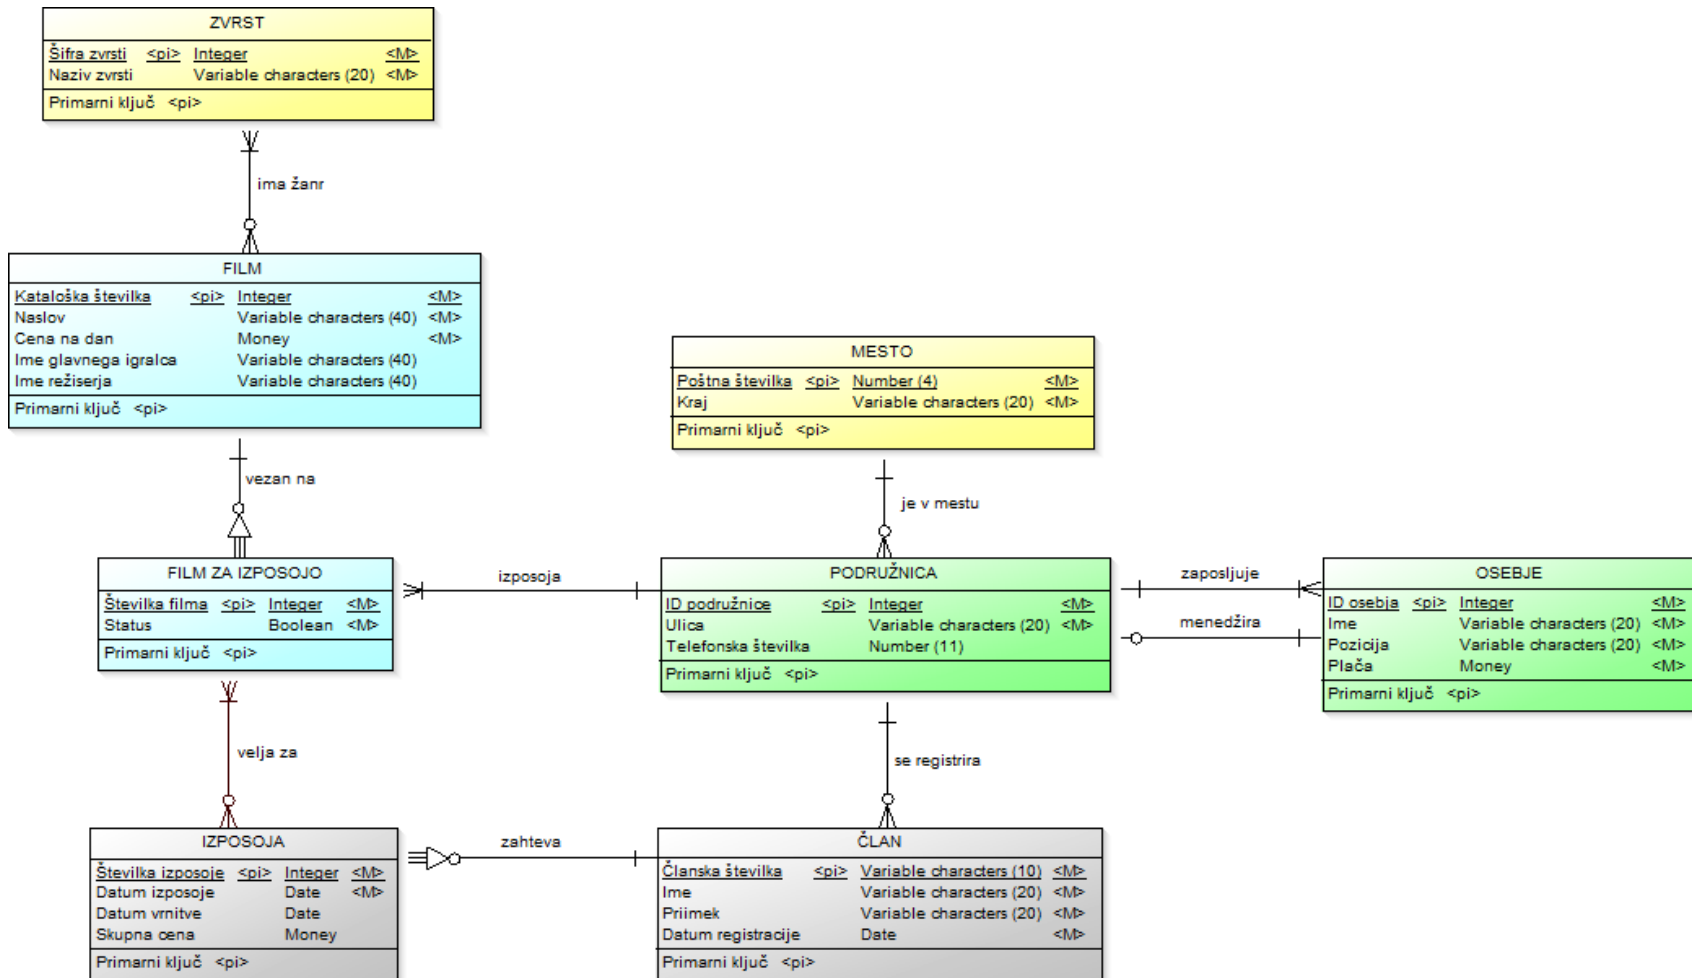 ZVRST
Šifra zvrsti <pi> Integer <M>
Naziv zvrsti Variable characters (20) <M>
Primarni ključ <pi>
ima žanr
FILM
Kataloška številka <pi> Integer <M>
Naslov Variable characters (40) <M>
Cena na dan Money <M>
Ime glavnega igralca Variable characters (40)
Ime režiserja Variable characters (40)
Primarni ključ <pi>
MESTO
Poštna številka <pi> Number (4) <M>
Kraj Variable characters (20) <M>
Primarni ključ <pi>
vezan na
je v mestu
FILM ZA IZPOSOJO
Številka filma <pi> Integer <M>
Status Boolean <M>
Primarni ključ <pi>
izposoja
PODRUŽNICA
ID podružnice <pi> Integer <M>
Ulica Variable characters (20) <M>
Telefonska številka Number (11)
Primarni ključ <pi>
zaposljuje
menedžira
OSEBJE
ID osebja <pi> Integer <M>
Ime Variable characters (20) <M>
Pozicija Variable characters (20) <M>
Plača Money <M>
Primarni ključ <pi>
velja za
se registrira
IZPOSOJA
Številka izposoje <pi> Integer <M>
Datum izposoje Date <M>
Datum vrnitve Date
Skupna cena Money
Primarni ključ <pi>
zahteva
ČLAN
Članska številka <pi> Variable characters (10) <M>
Ime Variable characters (20) <M>
Priimek Variable characters (20) <M>
Datum registracije Date <M>
Primarni ključ <pi>